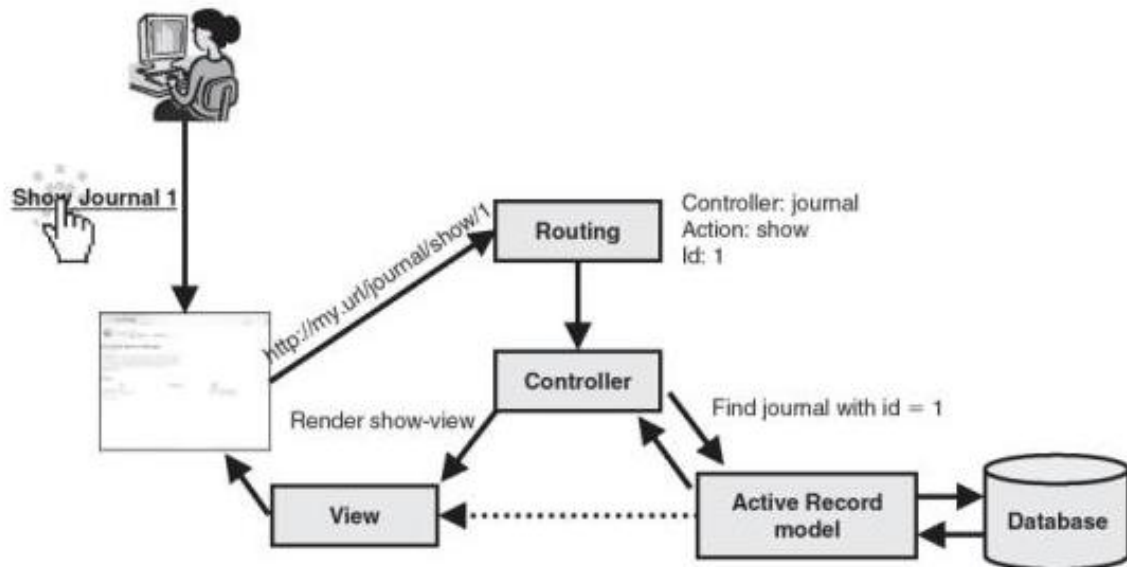 Show Journal 1
http://my.url/journal/show/1
Routing
Controller: journal
Action: show
Id: 1
Controller
Render show-view
Find journal with id = 1
View
Active Record
model
Database